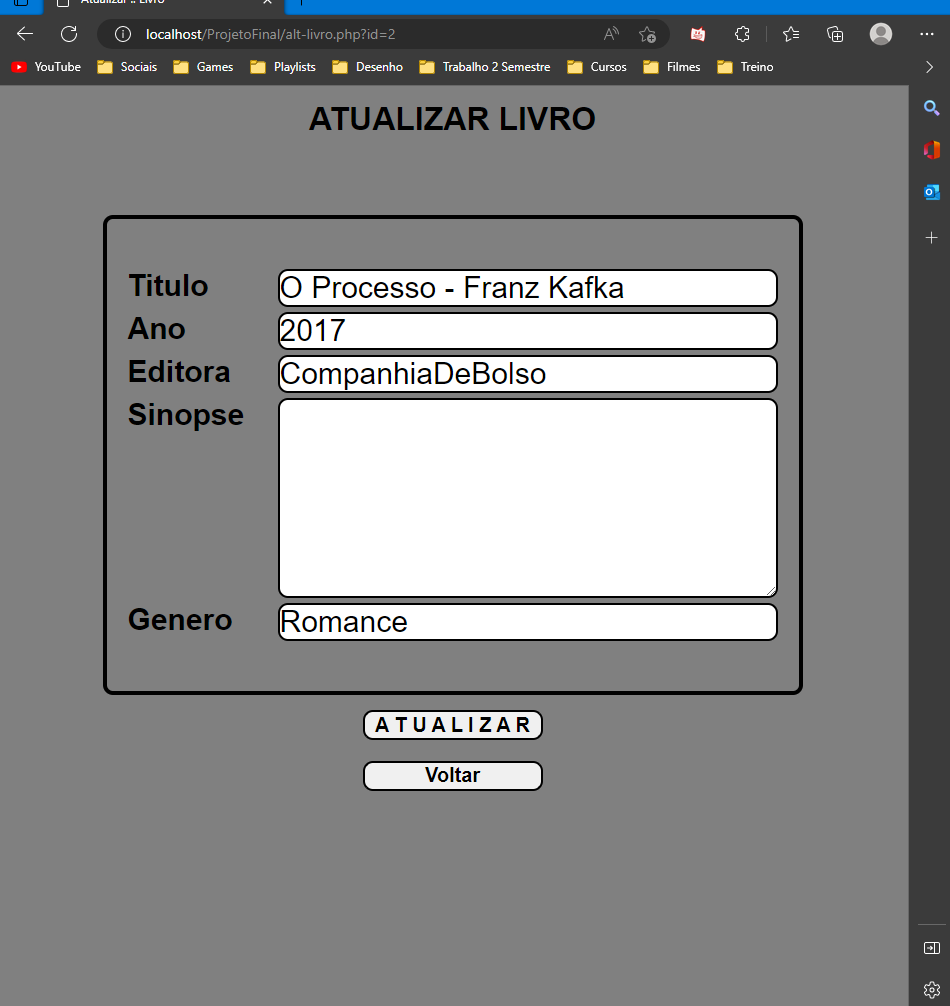 Atualizar .. Livro
localhost/ProjetoFinal/alt-livro.php?id=2
YouTube Sociais Games Playlists Desenho Trabalho 2 Semestre Cursos Filmes Treino
ATUALIZAR LIVRO
Titulo O Processo - Franz Kafka
Ano 2017
Editora CompanhiaDeBolso
Sinopse
Genero Romance
ATUALIZAR
Voltar